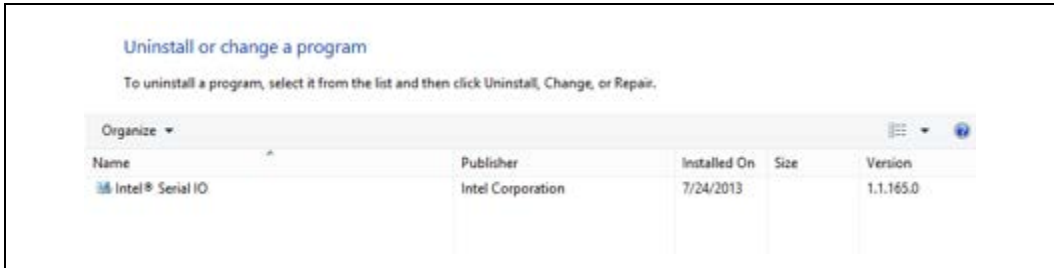 Uninstall or change a program
To uninstall a program, select it from the list and then click Uninstall, Change, or Repair.
Organize
Name Publisher Installed On Size Version
Intel® Serial IO Intel Corporation 7/24/2013 1.1.165.0